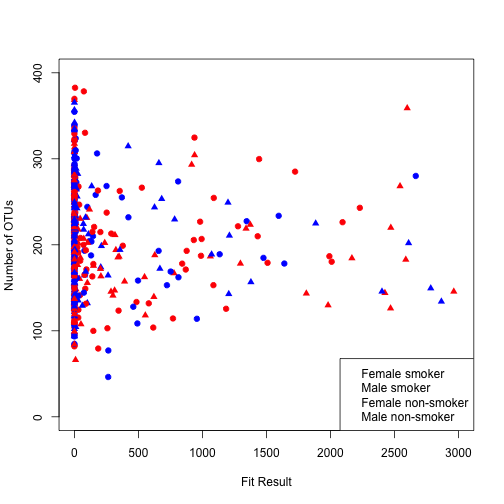 400
300
200
100
0
Number of OTUs
0 500 1000 1500 2000 2500 3000
Fit Result
Female smoker
Male smoker
Female non-smoker
Male non-smoker